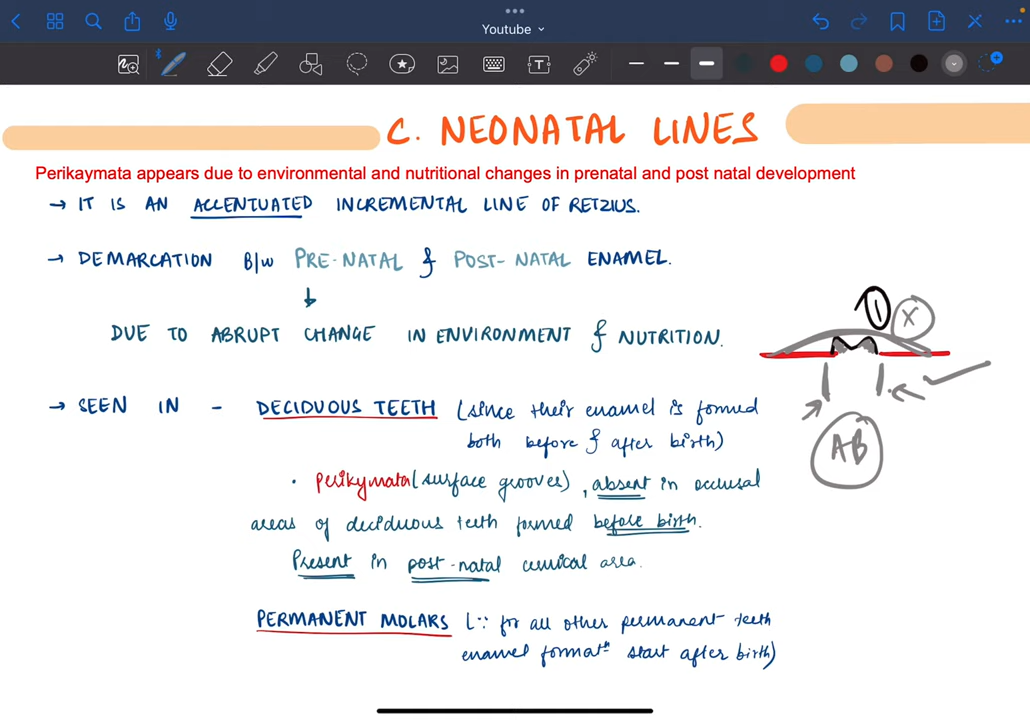 Youtube
C. NEONATAL LINES
Perikaymata appears due to environmental and nutritional changes in prenatal and post natal development
→ IT IS AN ACCENTUATED INCREMENTAL LINE OF RETZIUS.
→ DEMARCATION B/w PRE-NATAL & POST-NATAL ENAMEL.
↓
DUE TO ABRUPT CHANGE IN ENVIRONMENT & NUTRITION.
1 X
→ SEEN IN - DECIDUOUS TEETH (since their enamel is formed
both before & after birth)
AB
· Perikymata (surface grooves), absent in occlusal
areas of deciduous teeth formed before birth.
Present in post-natal cervical area.
PERMANENT MOLARS (∵ for all other permanent teeth
enamel formatⁿ start after birth)